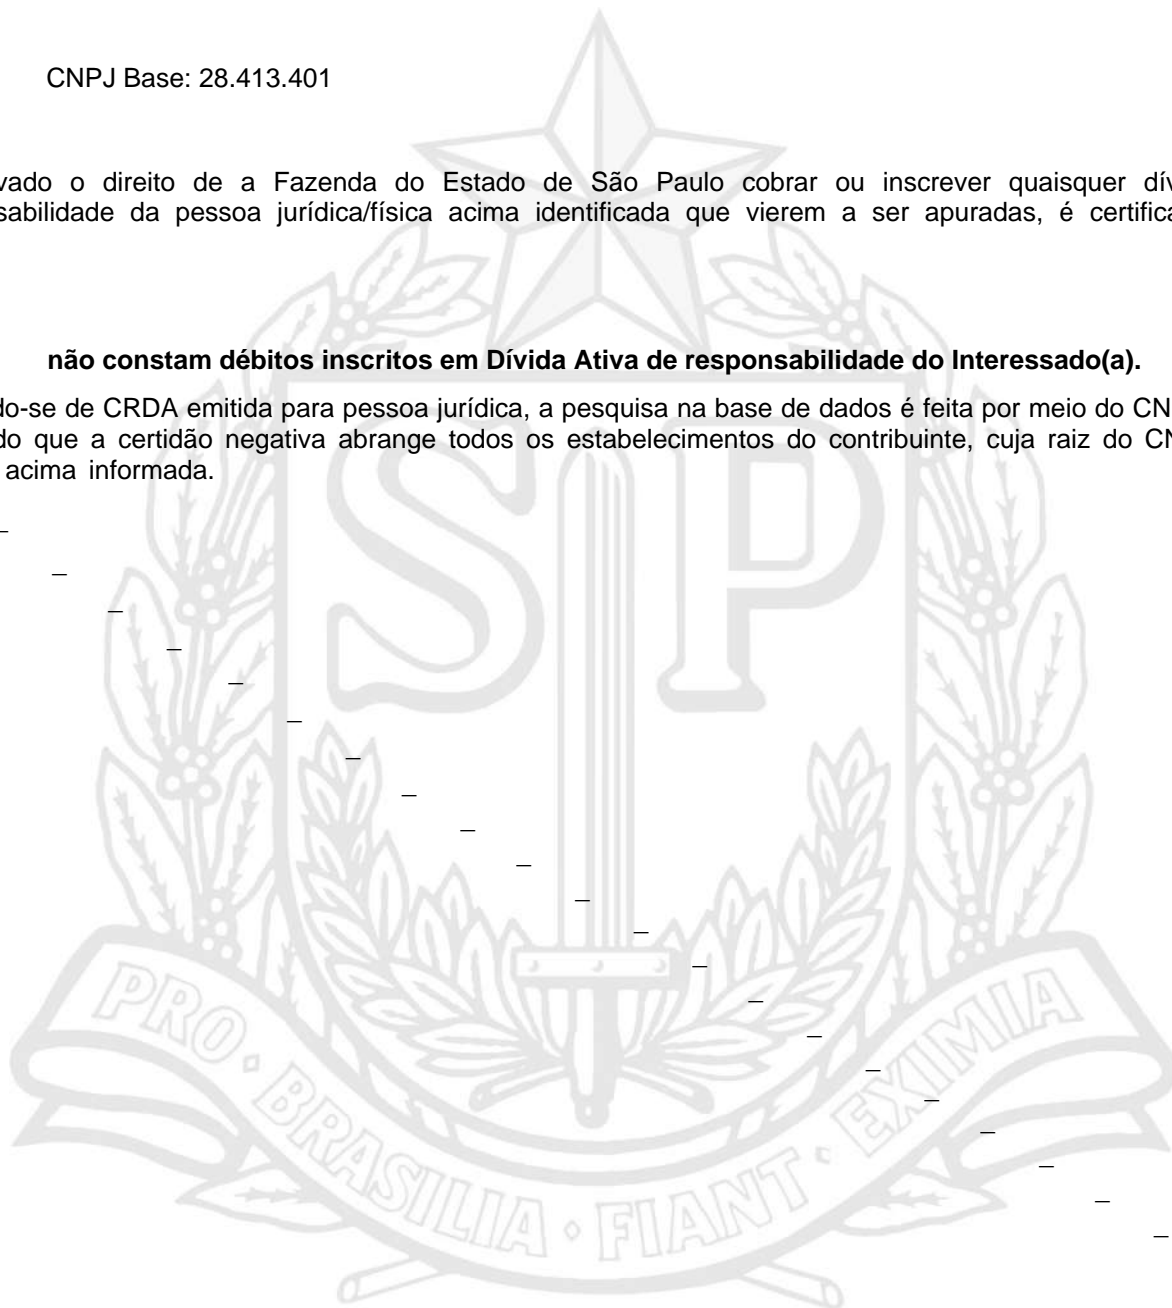 CNPJ Base: 28.413.401
vado o direito de a Fazenda do Estado de São Paulo cobrar ou inscrever quaisquer dív
sabilidade da pessoa jurídica/física acima identificada que vierem a ser apuradas, é certifica
não constam débitos inscritos em Dívida Ativa de responsabilidade do Interessado(a).
do-se de CRDA emitida para pessoa jurídica, a pesquisa na base de dados é feita por meio do CN
do que a certidão negativa abrange todos os estabelecimentos do contribuinte, cuja raiz do CN
acima informada.
SP
PRO • BRASILIA • FIANT • EXIMIA